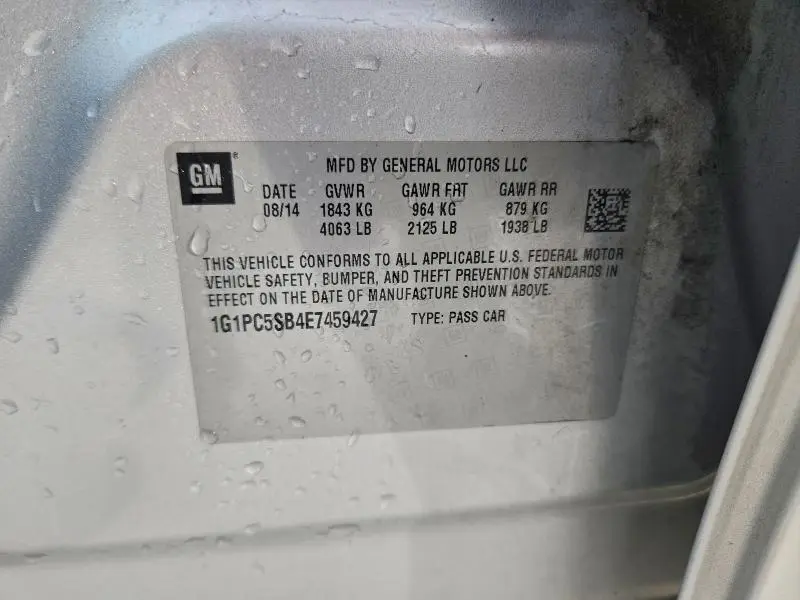 GM ® MFD BY GENERAL MOTORS LLC
DATE GVWR GAWR FRT GAWR RR
08/14 1843 KG 964 KG 879 KG
4063 LB 2125 LB 1938 LB
THIS VEHICLE CONFORMS TO ALL APPLICABLE U.S. FEDERAL MOTOR
VEHICLE SAFETY, BUMPER, AND THEFT PREVENTION STANDARDS IN
EFFECT ON THE DATE OF MANUFACTURE SHOWN ABOVE.
1G1PC5SB4E7459427 TYPE: PASS CAR